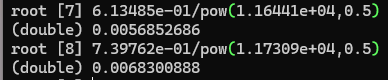 root [7] 6.13485e-01/pow(1.16441e+04,0.5)
(double) 0.0056852686
root [8] 7.39762e-01/pow(1.17309e+04,0.5)
(double) 0.0068300888